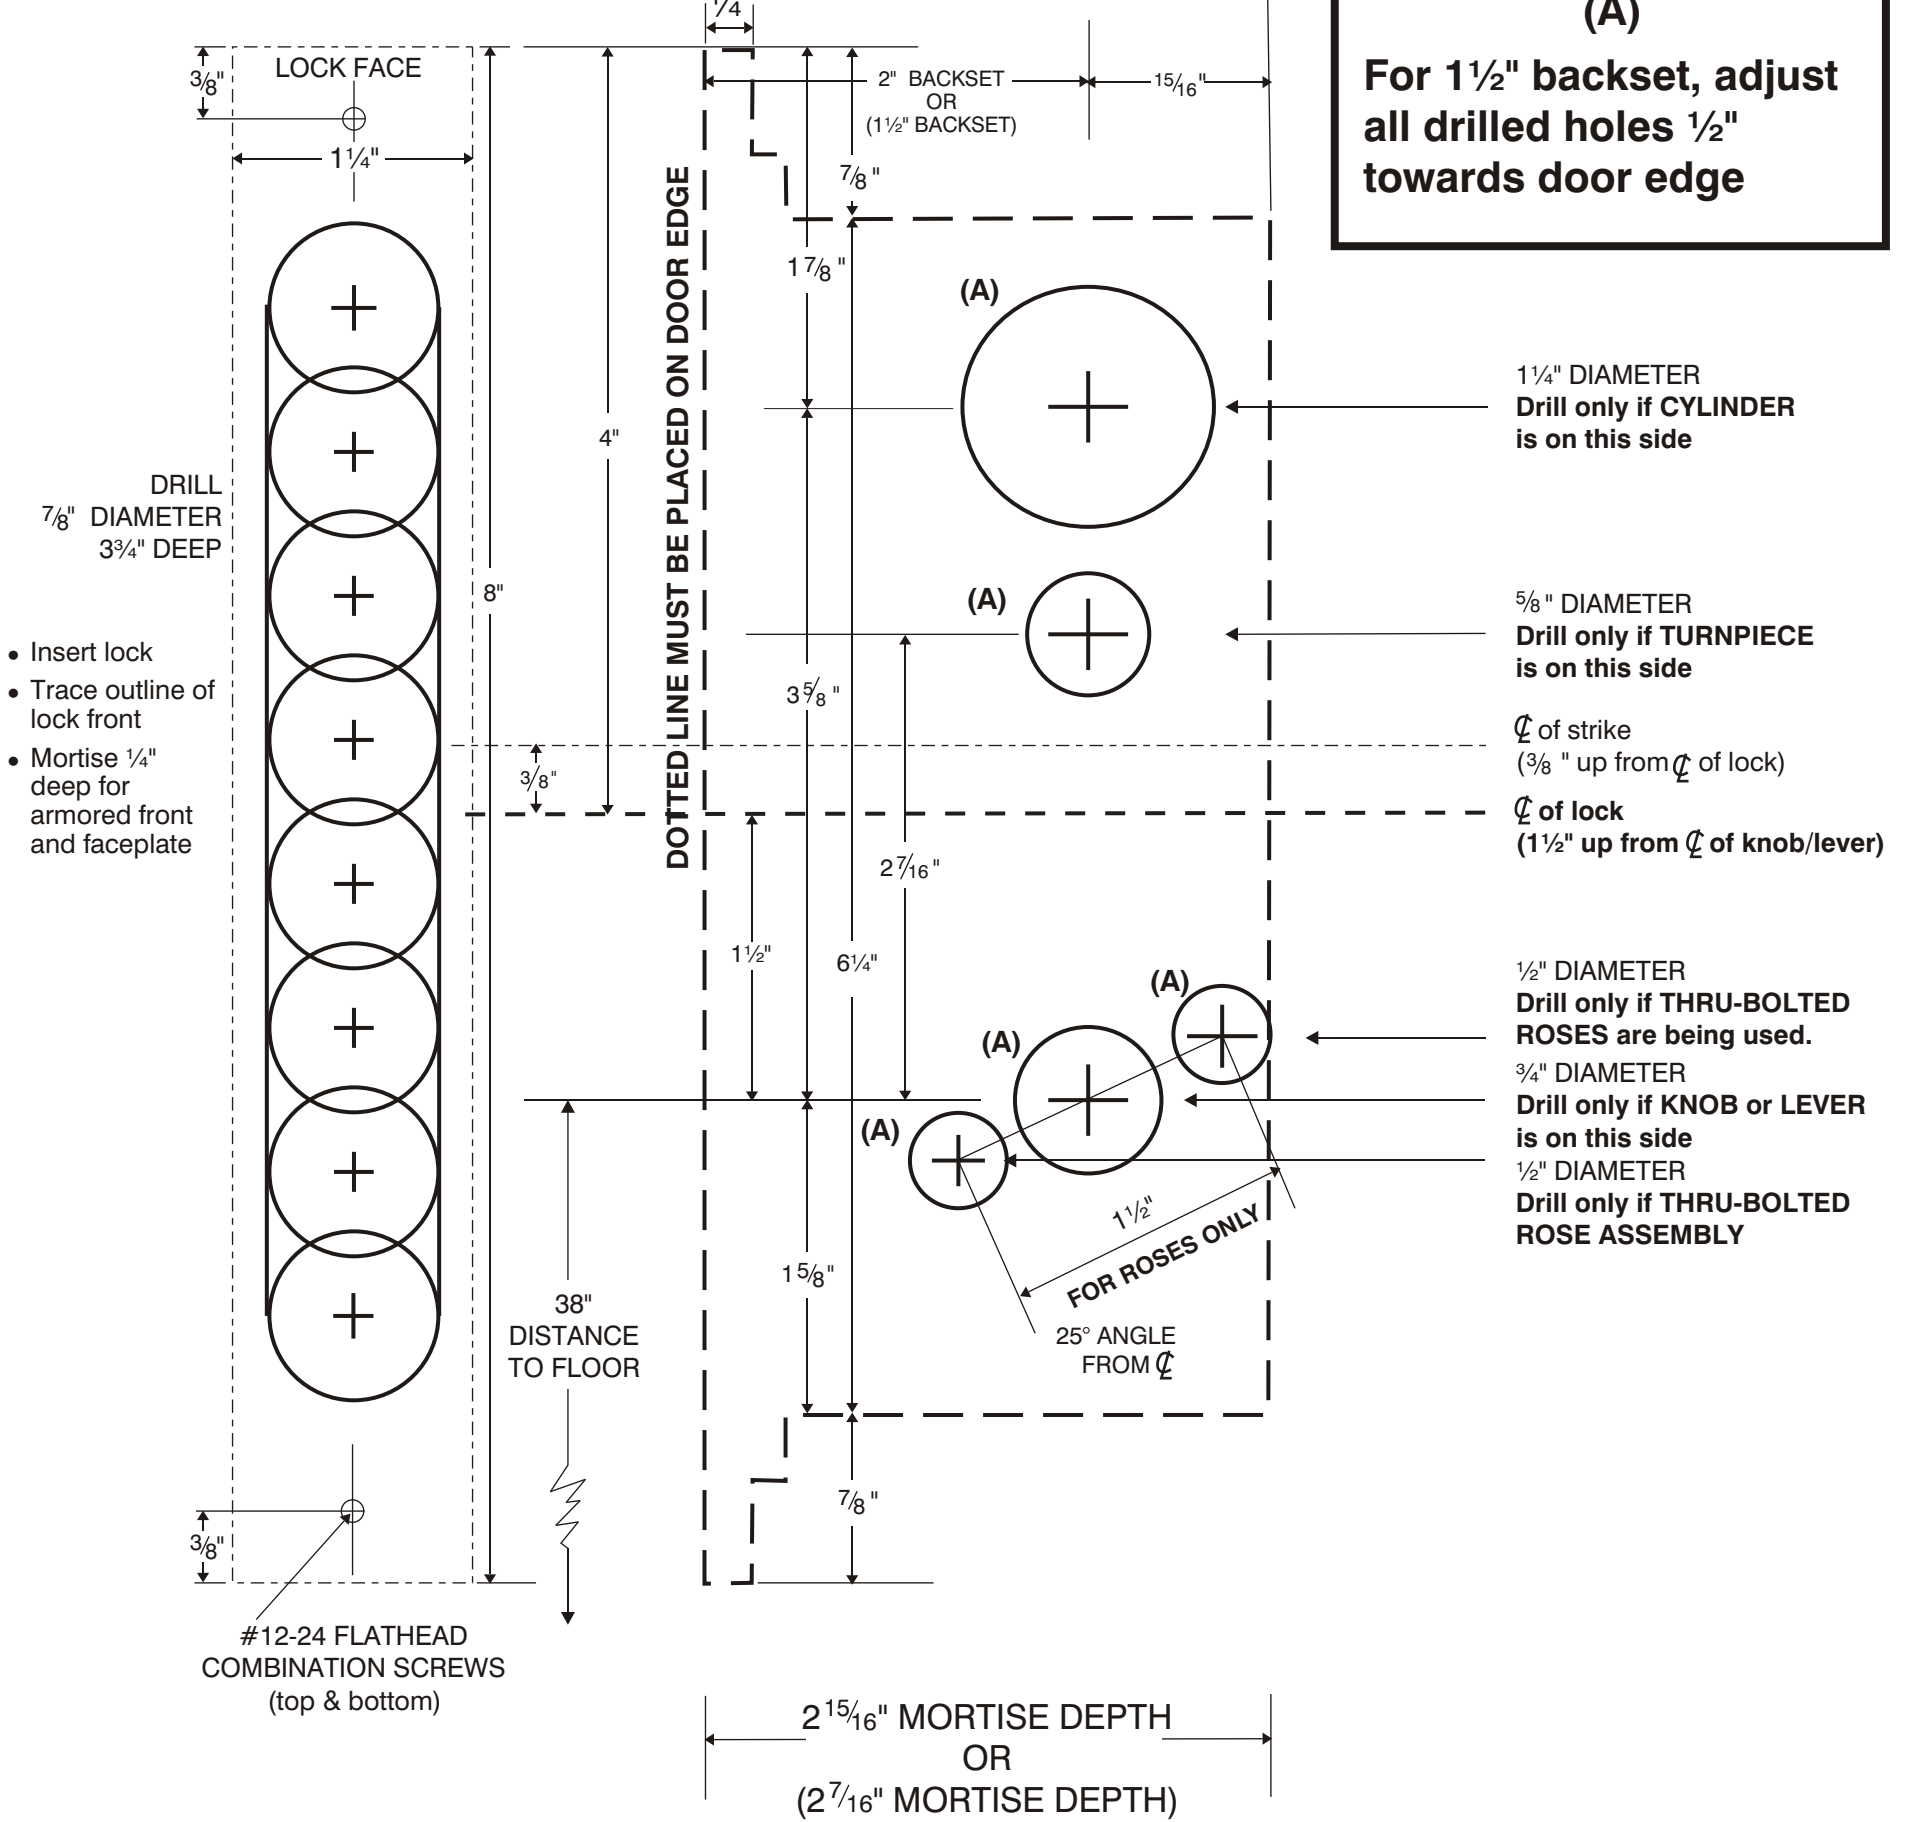 1/4
(A)
For 1½" backset, adjust
all drilled holes ½"
towards door edge
LOCK FACE
3/8"
1¼"
2" BACKSET
OR
(1½" BACKSET)
15/16"
7/8"
1 7/8"
DOTTED LINE MUST BE PLACED ON DOOR EDGE
(A)
1¼" DIAMETER
Drill only if CYLINDER
is on this side
4"
DRILL
7/8" DIAMETER
3¾" DEEP
8"
(A)
5/8" DIAMETER
Drill only if TURNPIECE
is on this side
• Insert lock
• Trace outline of
lock front
• Mortise ¼"
deep for
armored front
and faceplate
3 5/8"
3/8"
℄ of strike
(3/8" up from ℄ of lock)
℄ of lock
(1½" up from ℄ of knob/lever)
2 7/16"
1½"
6¼"
(A)
(A)
(A)
½" DIAMETER
Drill only if THRU-BOLTED
ROSES are being used.
¾" DIAMETER
Drill only if KNOB or LEVER
is on this side
½" DIAMETER
Drill only if THRU-BOLTED
ROSE ASSEMBLY
1½"
FOR ROSES ONLY
25° ANGLE
FROM ℄
1 5/8"
38"
DISTANCE
TO FLOOR
7/8"
3/8"
#12-24 FLATHEAD
COMBINATION SCREWS
(top & bottom)
2 15/16" MORTISE DEPTH
OR
(2 7/16" MORTISE DEPTH)